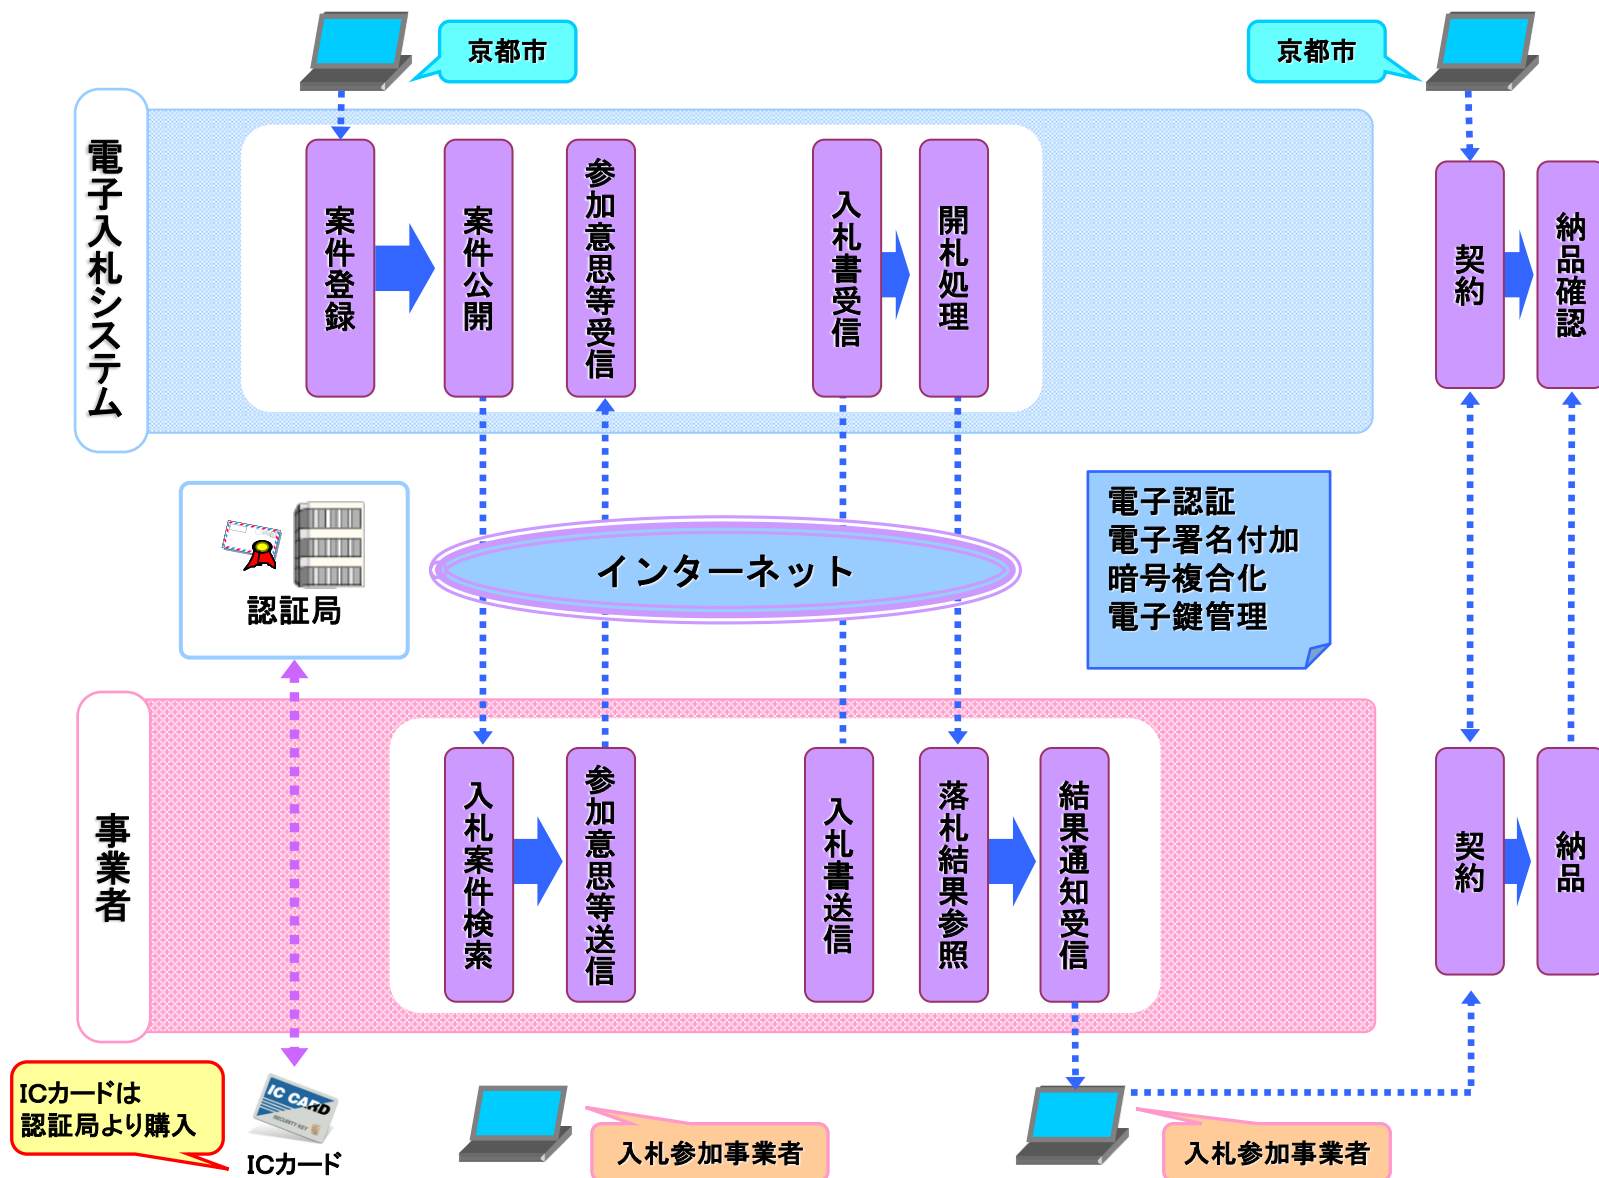 京都市
京都市
電子入札システム
案件登録
案件公開
参加意思等受信
入札書受信
開札処理
契約
納品確認
認証局
インターネット
電子認証
電子署名付加
暗号複合化
電子鍵管理
事業者
入札案件検索
参加意思等送信
入札書送信
落札結果参照
結果通知受信
契約
納品
ICカードは
認証局より購入
IC CARD
SECURITY KEY
ICカード
入札参加事業者
入札参加事業者